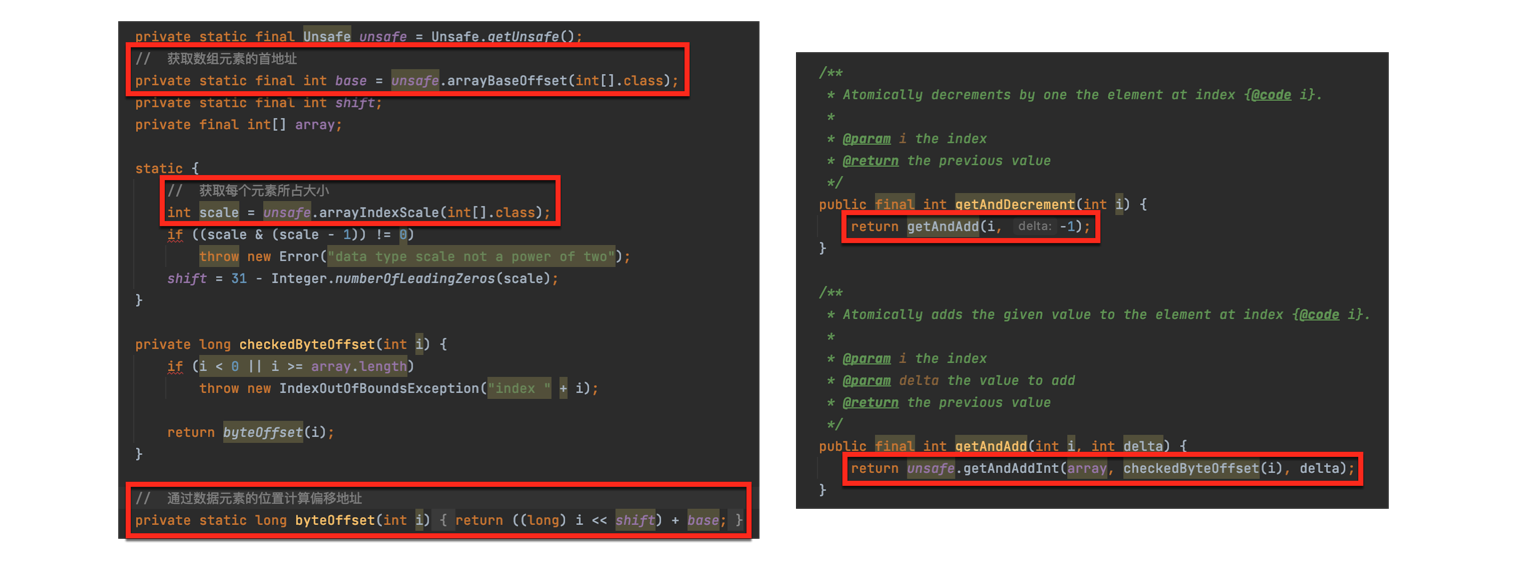 private static final Unsafe unsafe = Unsafe.getUnsafe();
//  获取数组元素的首地址
private static final int base = unsafe.arrayBaseOffset(int[].class);
private static final int shift;
private final int[] array;
static {
//  获取每个元素所占大小
int scale = unsafe.arrayIndexScale(int[].class);
if ((scale & (scale - 1)) != 0)
throw new Error("data type scale not a power of two");
shift = 31 - Integer.numberOfLeadingZeros(scale);
}
private long checkedByteOffset(int i) {
if (i < 0 || i >= array.length)
throw new IndexOutOfBoundsException("index " + i);
return byteOffset(i);
}
//  通过数据元素的位置计算偏移地址
private static long byteOffset(int i) { return ((long) i << shift) + base; }
/**
* Atomically decrements by one the element at index {@code i}.
*
* @param i the index
* @return the previous value
*/
public final int getAndDecrement(int i) {
return getAndAdd(i, delta: -1);
}
/**
* Atomically adds the given value to the element at index {@code i}.
*
* @param i the index
* @param delta the value to add
* @return the previous value
*/
public final int getAndAdd(int i, int delta) {
return unsafe.getAndAddInt(array, checkedByteOffset(i), delta);
}